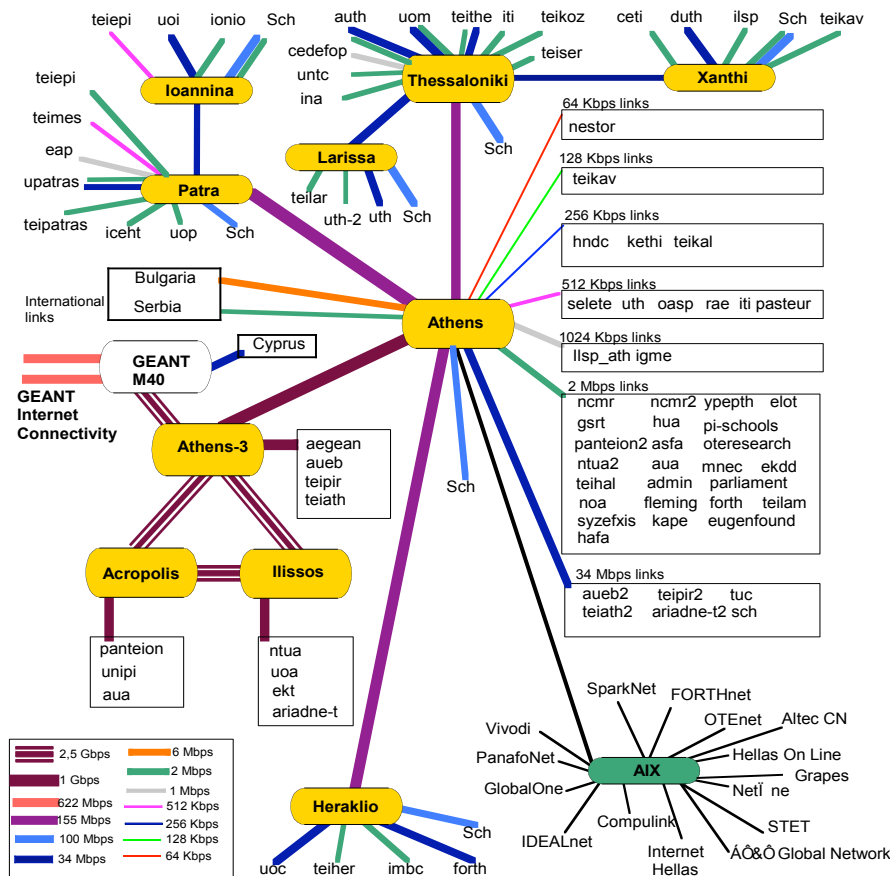 teiepi uoi ionio Sch
auth uom teithe iti teikoz
ceti duth ilsp Sch teikav
cedefop
teiser
untc
ina
teiepi
Ioannina
Thessaloniki
Xanthi
teimes
eap
upatras
teipatras
Patra
iceht uop Sch
Larissa
Sch
teilar uth-2 uth Sch
64 Kbps links
nestor
128 Kbps links
teikav
256 Kbps links
hndc kethi teikal
512 Kbps links
selete uth oasp rae iti pasteur
1024 Kbps links
Ilsp_ath igme
2 Mbps links
ncmr ncmr2 ypepth elot
gsrt hua pi-schools
panteion2 asfa oteresearch
ntua2 aua mnec ekdd
teihal admin parliament
noa fleming forth teilam
syzefxis kape eugenfound
hafa
34 Mbps links
aueb2 teipir2 tuc
teiath2 ariadne-t2 sch
International
links
Bulgaria
Serbia
Athens
Cyprus
GEANT
M40
GEANT
Internet
Connectivity
Athens-3
aegean
aueb
teipir
teiath
Sch
Acropolis
Ilissos
panteion
unipi
aua
ntua
uoa
ekt
ariadne-t
2,5 Gbps
1 Gbps
622 Mbps
155 Mbps
100 Mbps
34 Mbps
6 Mbps
2 Mbps
1 Mbps
512 Kbps
256 Kbps
128 Kbps
64 Kbps
Heraklio
Sch
uoc teiher imbc forth
SparkNet
FORTHnet
Vivodi
OTEnet
Altec CN
PanafoNet
AIX
Hellas On Line
GlobalOne
Grapes
NetÏ ne
IDEALnet
Compulink
Internet
Hellas
STET
ÁÔ&Ô Global Network